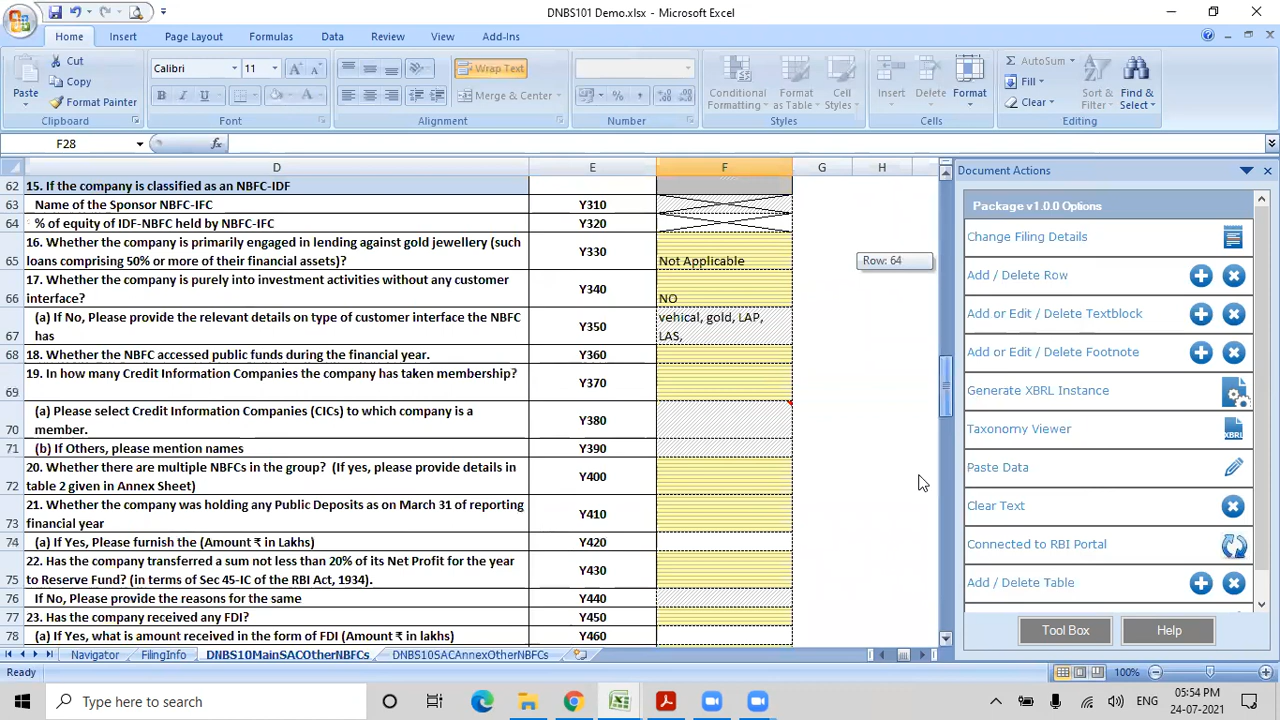 DNBS101 Demo.xlsx - Microsoft Excel
Home Insert Page Layout Formulas Data Review View Add-Ins
Paste Cut Copy Format Painter Clipboard
Calibri 11 B I U A A A Font
Wrap Text Merge & Center Alignment
% , Number
Conditional Formatting Format as Table Cell Styles Styles
Insert Delete Format Cells
AutoSum Fill Clear Sort & Filter Find & Select Editing
F28 fx
D E F G H
62 15. If the company is classified as an NBFC-IDF
63 Name of the Sponsor NBFC-IFC Y310
64 % of equity of IDF-NBFC held by NBFC-IFC Y320
16. Whether the company is primarily engaged in lending against gold jewellery (such
65 loans comprising 50% or more of their financial assets)? Y330 Not Applicable
17. Whether the company is purely into investment activities without any customer
66 interface? Y340 NO
(a) If No, Please provide the relevant details on type of customer interface the NBFC
67 has Y350 vehical, gold, LAP,
LAS,
68 18. Whether the NBFC accessed public funds during the financial year. Y360
69 19. In how many Credit Information Companies the company has taken membership? Y370
(a) Please select Credit Information Companies (CICs) to which company is a
70 member. Y380
71 (b) If Others, please mention names Y390
20. Whether there are multiple NBFCs in the group? (If yes, please provide details in
72 table 2 given in Annex Sheet) Y400
21. Whether the company was holding any Public Deposits as on March 31 of reporting
73 financial year Y410
74 (a) If Yes, Please furnish the (Amount ₹ in Lakhs) Y420
22. Has the company transferred a sum not less than 20% of its Net Profit for the year
75 to Reserve Fund? (in terms of Sec 45-IC of the RBI Act, 1934). Y430
76 If No, Please provide the reasons for the same Y440
77 23. Has the company received any FDI? Y450
78 (a) If Yes, what is amount received in the form of FDI (Amount ₹ in lakhs) Y460
Row: 64
Document Actions
Package v1.0.0 Options
Change Filing Details
Add / Delete Row
Add or Edit / Delete Textblock
Add or Edit / Delete Footnote
Generate XBRL Instance
Taxonomy Viewer XBRL
Paste Data
Clear Text
Connected to RBI Portal
Add / Delete Table
Tool Box Help
Navigator FilingInfo DNBS10MainSACOtherNBFCs DNBS10SACAnnexOtherNBFCs
Ready 100%
Type here to search
05:54 PM
24-07-2021